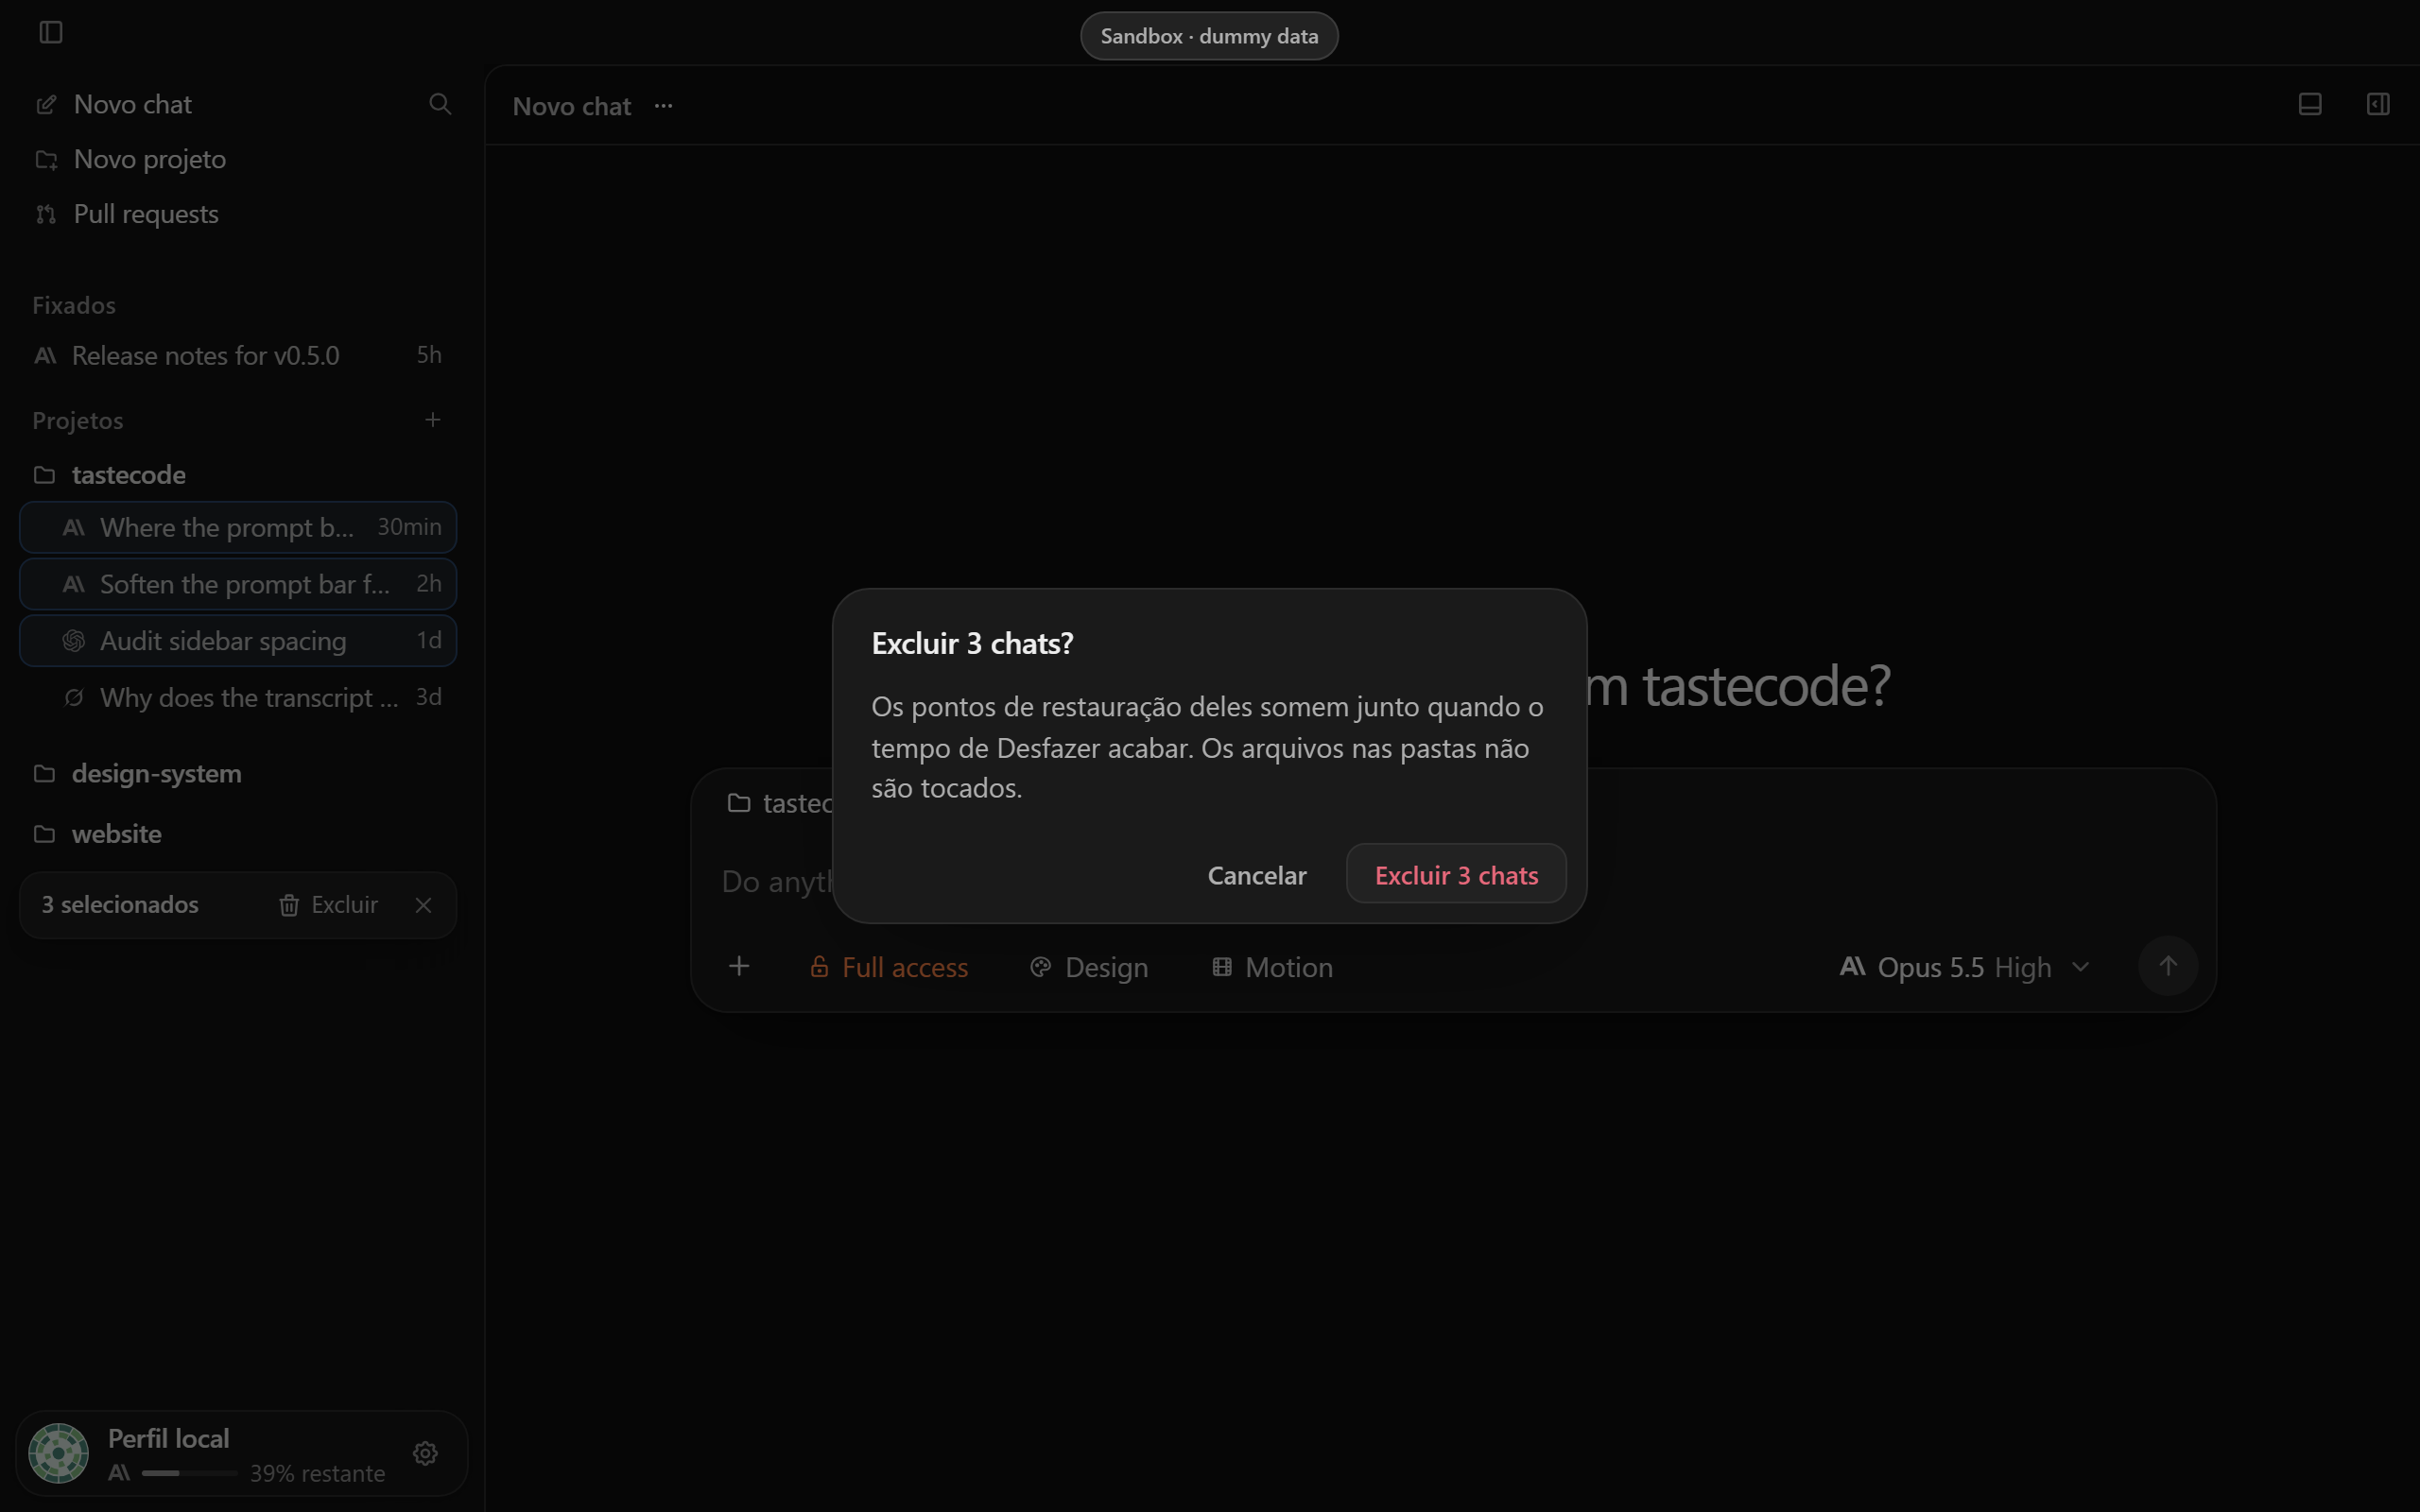 Sandbox · dummy data
Novo chat
Novo projeto
Pull requests
Fixados
Release notes for v0.5.0 5h
Projetos
tastecode
Where the prompt b... 30min
Soften the prompt bar f... 2h
Audit sidebar spacing 1d
Why does the transcript ... 3d
design-system
website
3 selecionados Excluir
Perfil local
39% restante
Novo chat
m tastecode?
Excluir 3 chats?
Os pontos de restauração deles somem junto quando o
tempo de Desfazer acabar. Os arquivos nas pastas não
são tocados.
Cancelar Excluir 3 chats
tastec
Do anyth
Full access Design Motion Opus 5.5 High